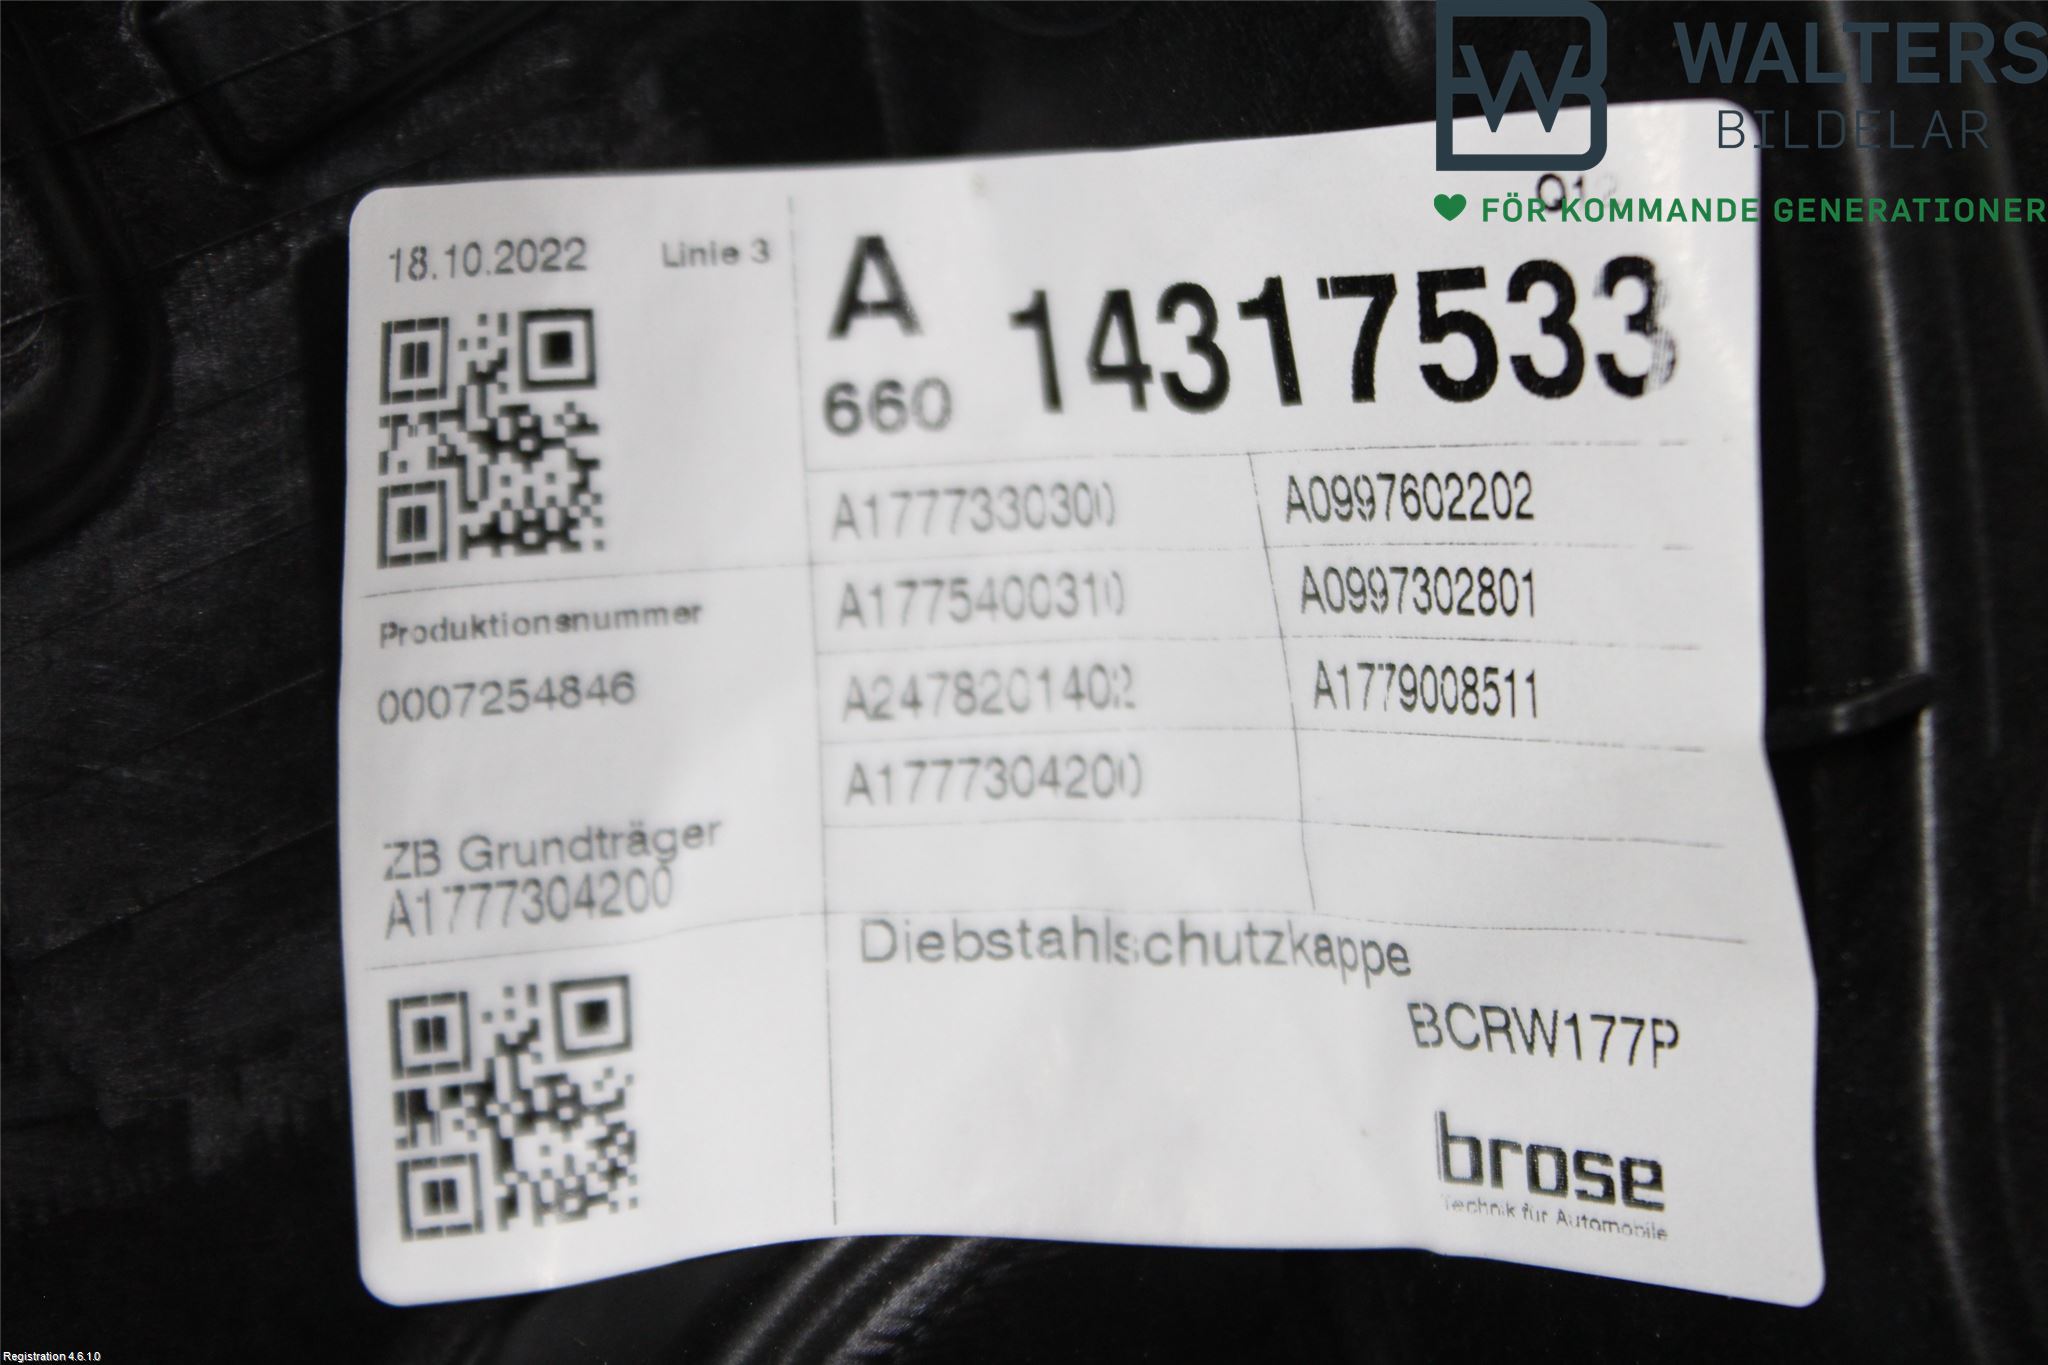 WALTERS
BILDELAR
FÖR KOMMANDE GENERATIONER
18.10.2022
Linie 3
A
660
14317533
A1777330300
A0997602202
A1775400310
A0997302801
A2478201402
A1779008511
A1777304200
Produktionsnummer
0007254846
ZB Grundträger
A1777304200
Diebstahlschutzkappe
BCRW177P
brose
Technik für Automobile
Registration 4.6.1.0